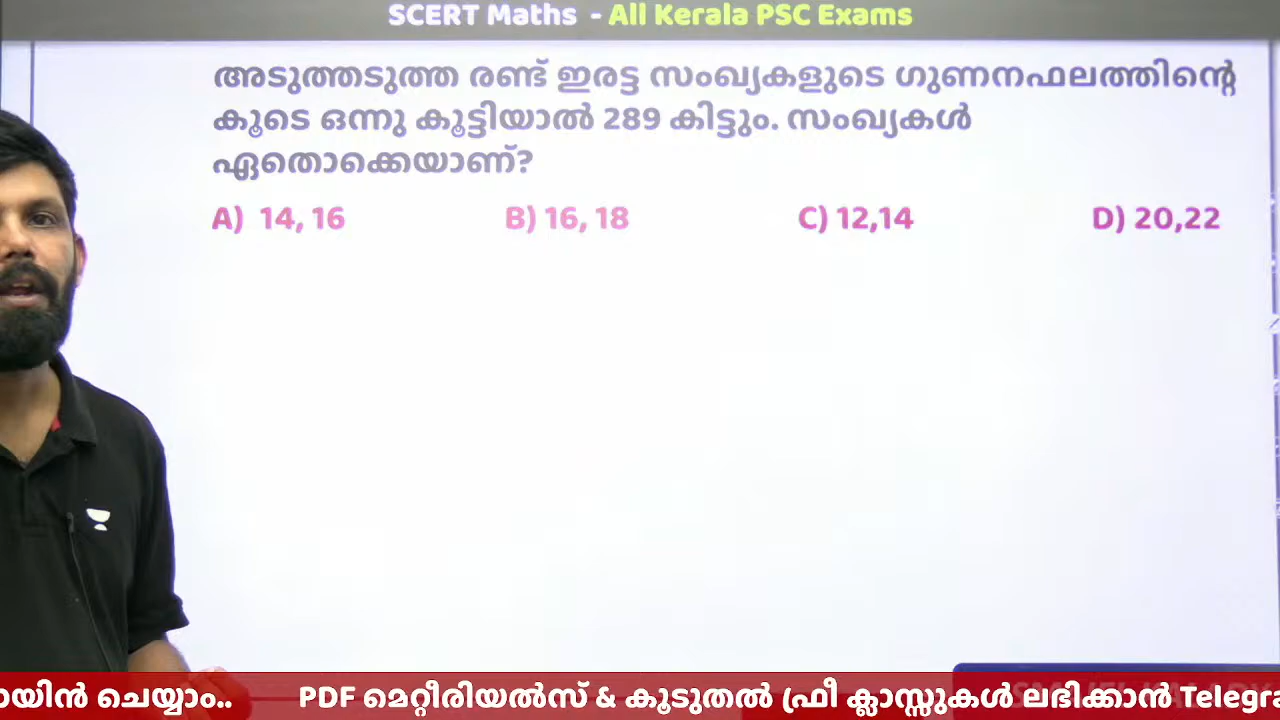 SCERT Maths - All Kerala PSC Exams
അടുത്തടുത്ത രണ്ട് ഇരട്ട സംഖ്യകളുടെ ഗുണനഫലത്തിന്റെ
കൂടെ ഒന്നു കൂട്ടിയാൽ 289 കിട്ടും. സംഖ്യകൾ
ഏതൊക്കെയാണ്?
A) 14, 16 B) 16, 18 C) 12,14 D) 20,22
ചെയ്യാം.. PDF മെറ്റീരിയൽസ് & കൂടുതൽ ഫ്രീ ക്ലാസ്സുകൾ ലഭിക്കാൻ